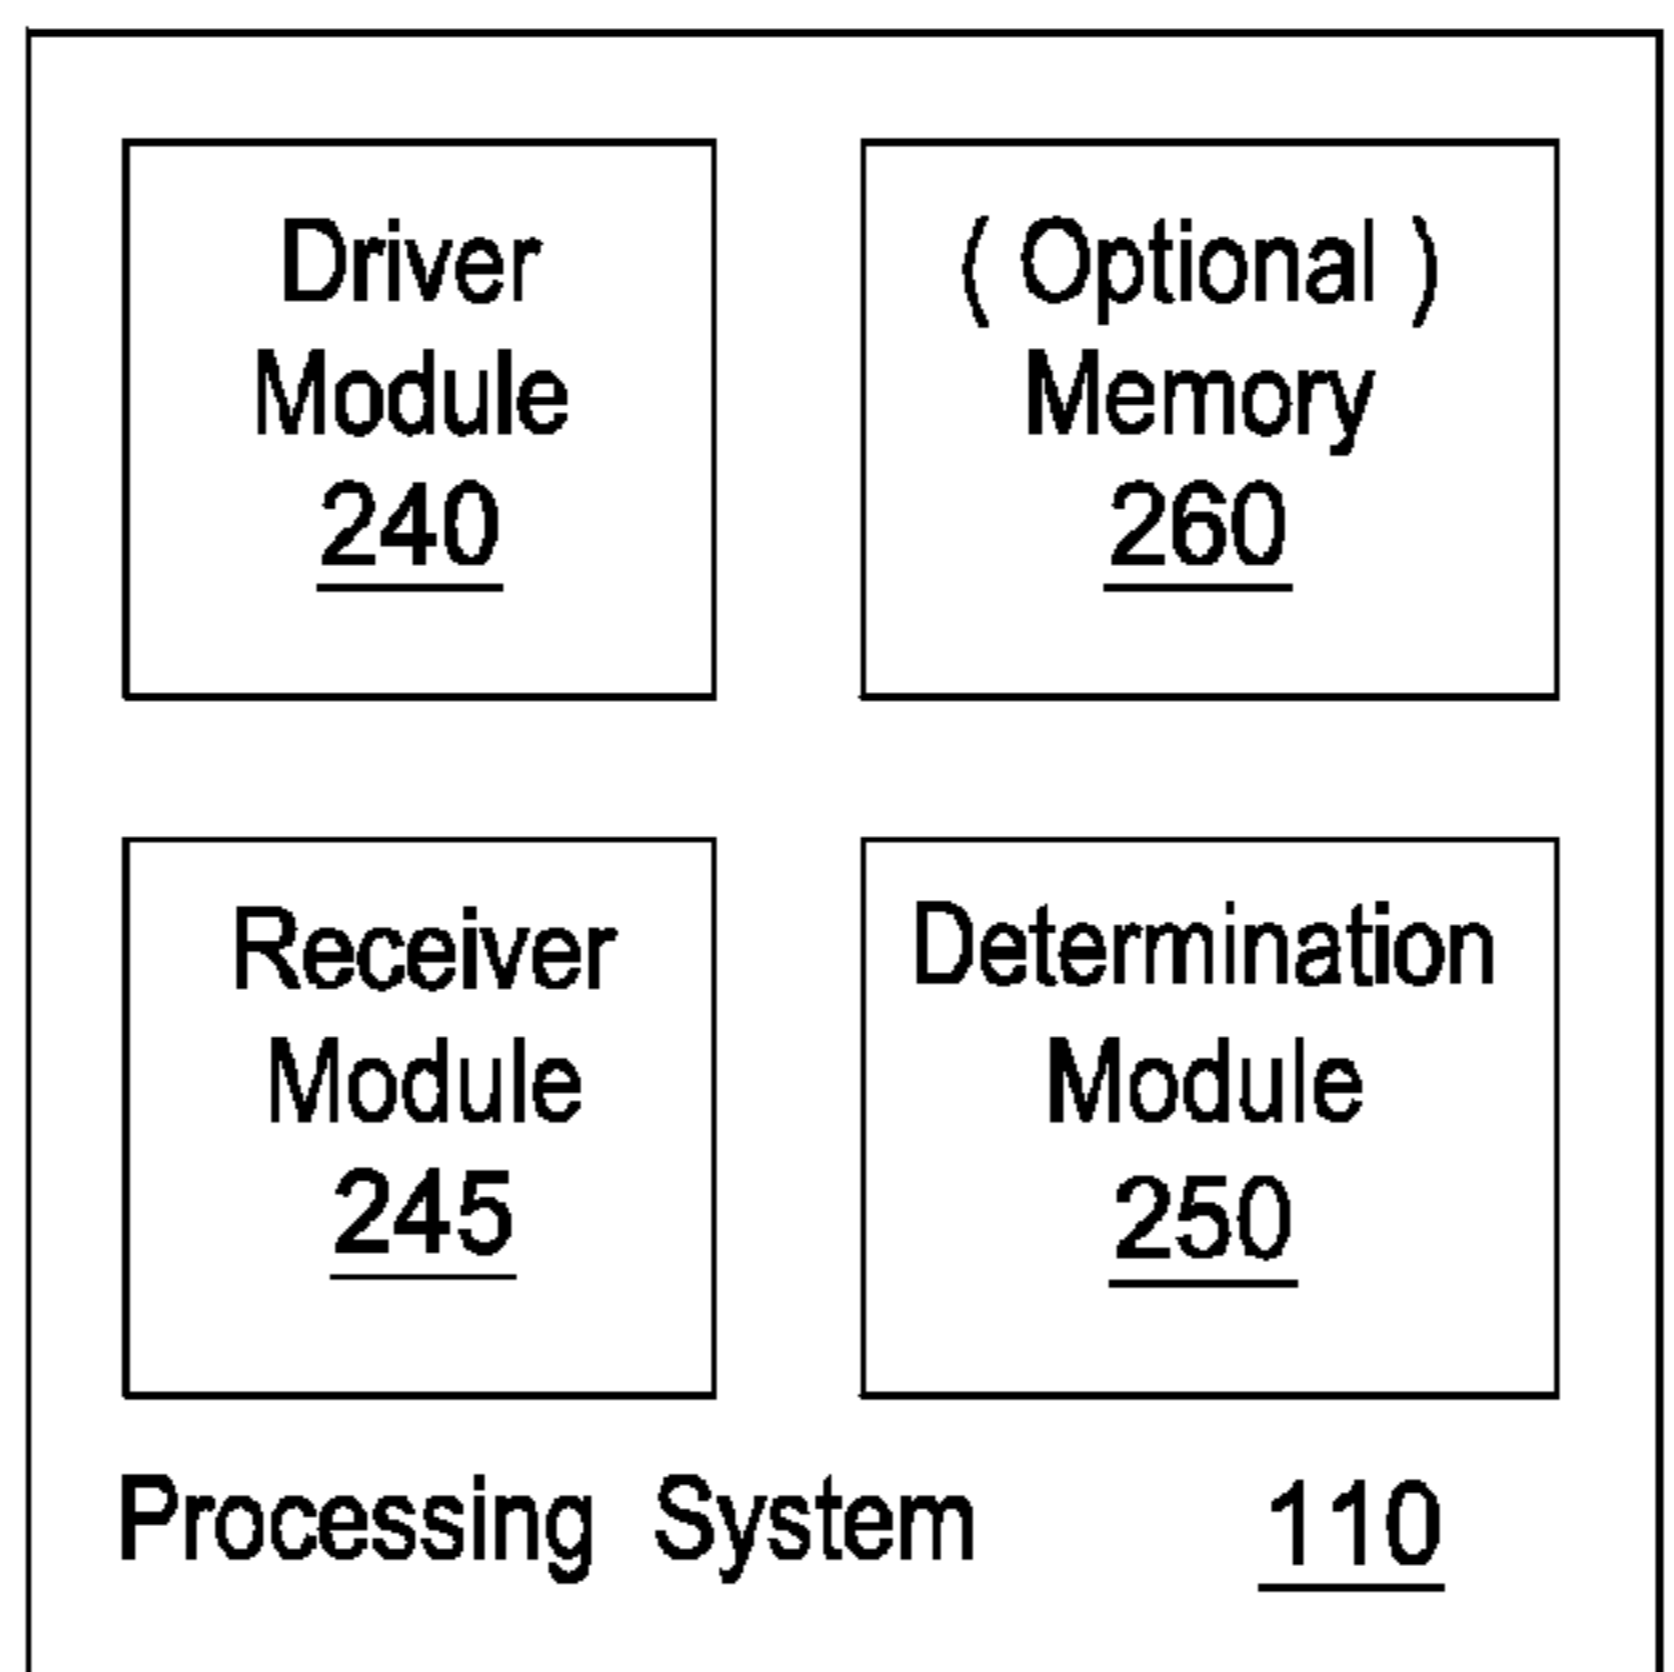 Driver
Module
240
( Optional )
Memory
260
Receiver
Module
245
Determination
Module
250
Processing System 110